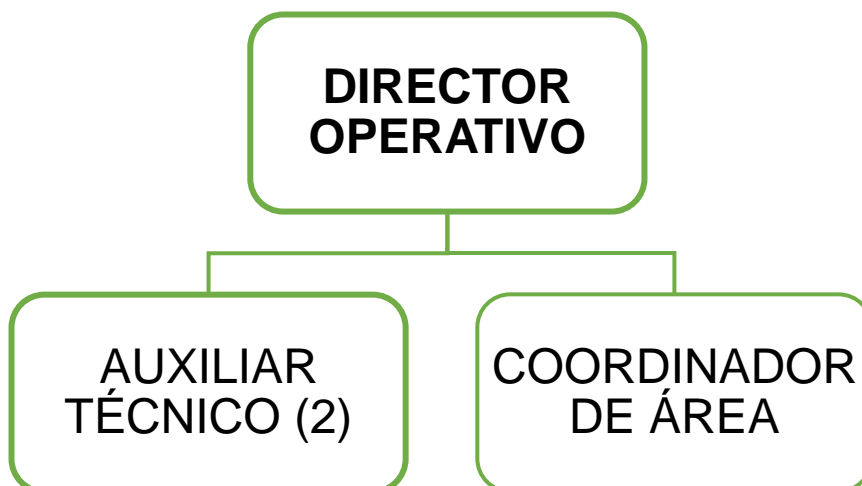 DIRECTOR
OPERATIVO
AUXILIAR
TÉCNICO (2)
COORDINADOR
DE ÁREA